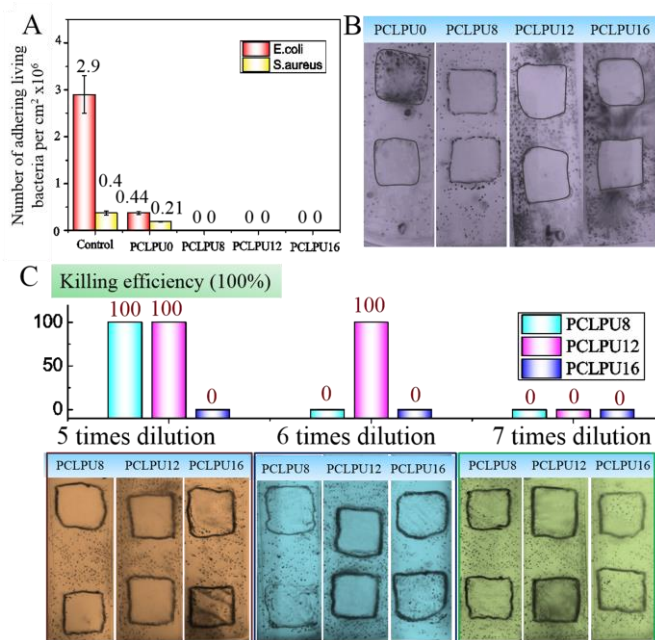 A
Number of adhering living
bacteria per cm² x10⁶
4
3
2
1
0
2.9
0.4
0.44
0.21
0 0
0 0
0 0
E.coli
S.aureus
Control
PCLPU0
PCLPU8
PCLPU12
PCLPU16
B
PCLPU0
PCLPU8
PCLPU12
PCLPU16
C
Killing efficiency (100%)
100
50
0
100
100
0
0
100
0
0
0
0
PCLPU8
PCLPU12
PCLPU16
5 times dilution
6 times dilution
7 times dilution
PCLPU8
PCLPU12
PCLPU16
PCLPU8
PCLPU12
PCLPU16
PCLPU8
PCLPU12
PCLPU16